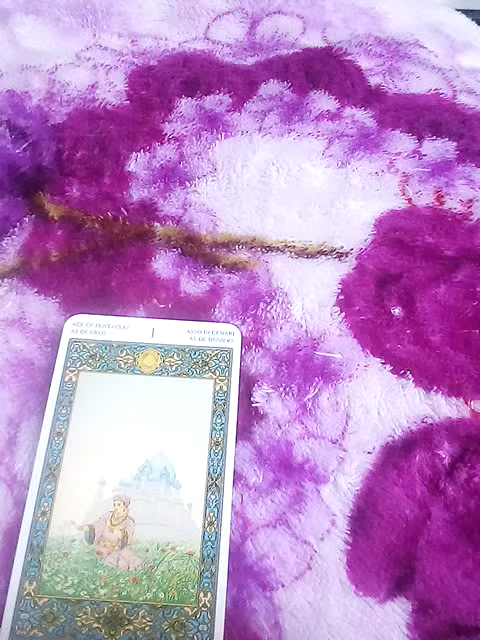 ACE OF PENTACLES
AS DE OROS
I
ASSO DI DENARI
AS DE DENIERS